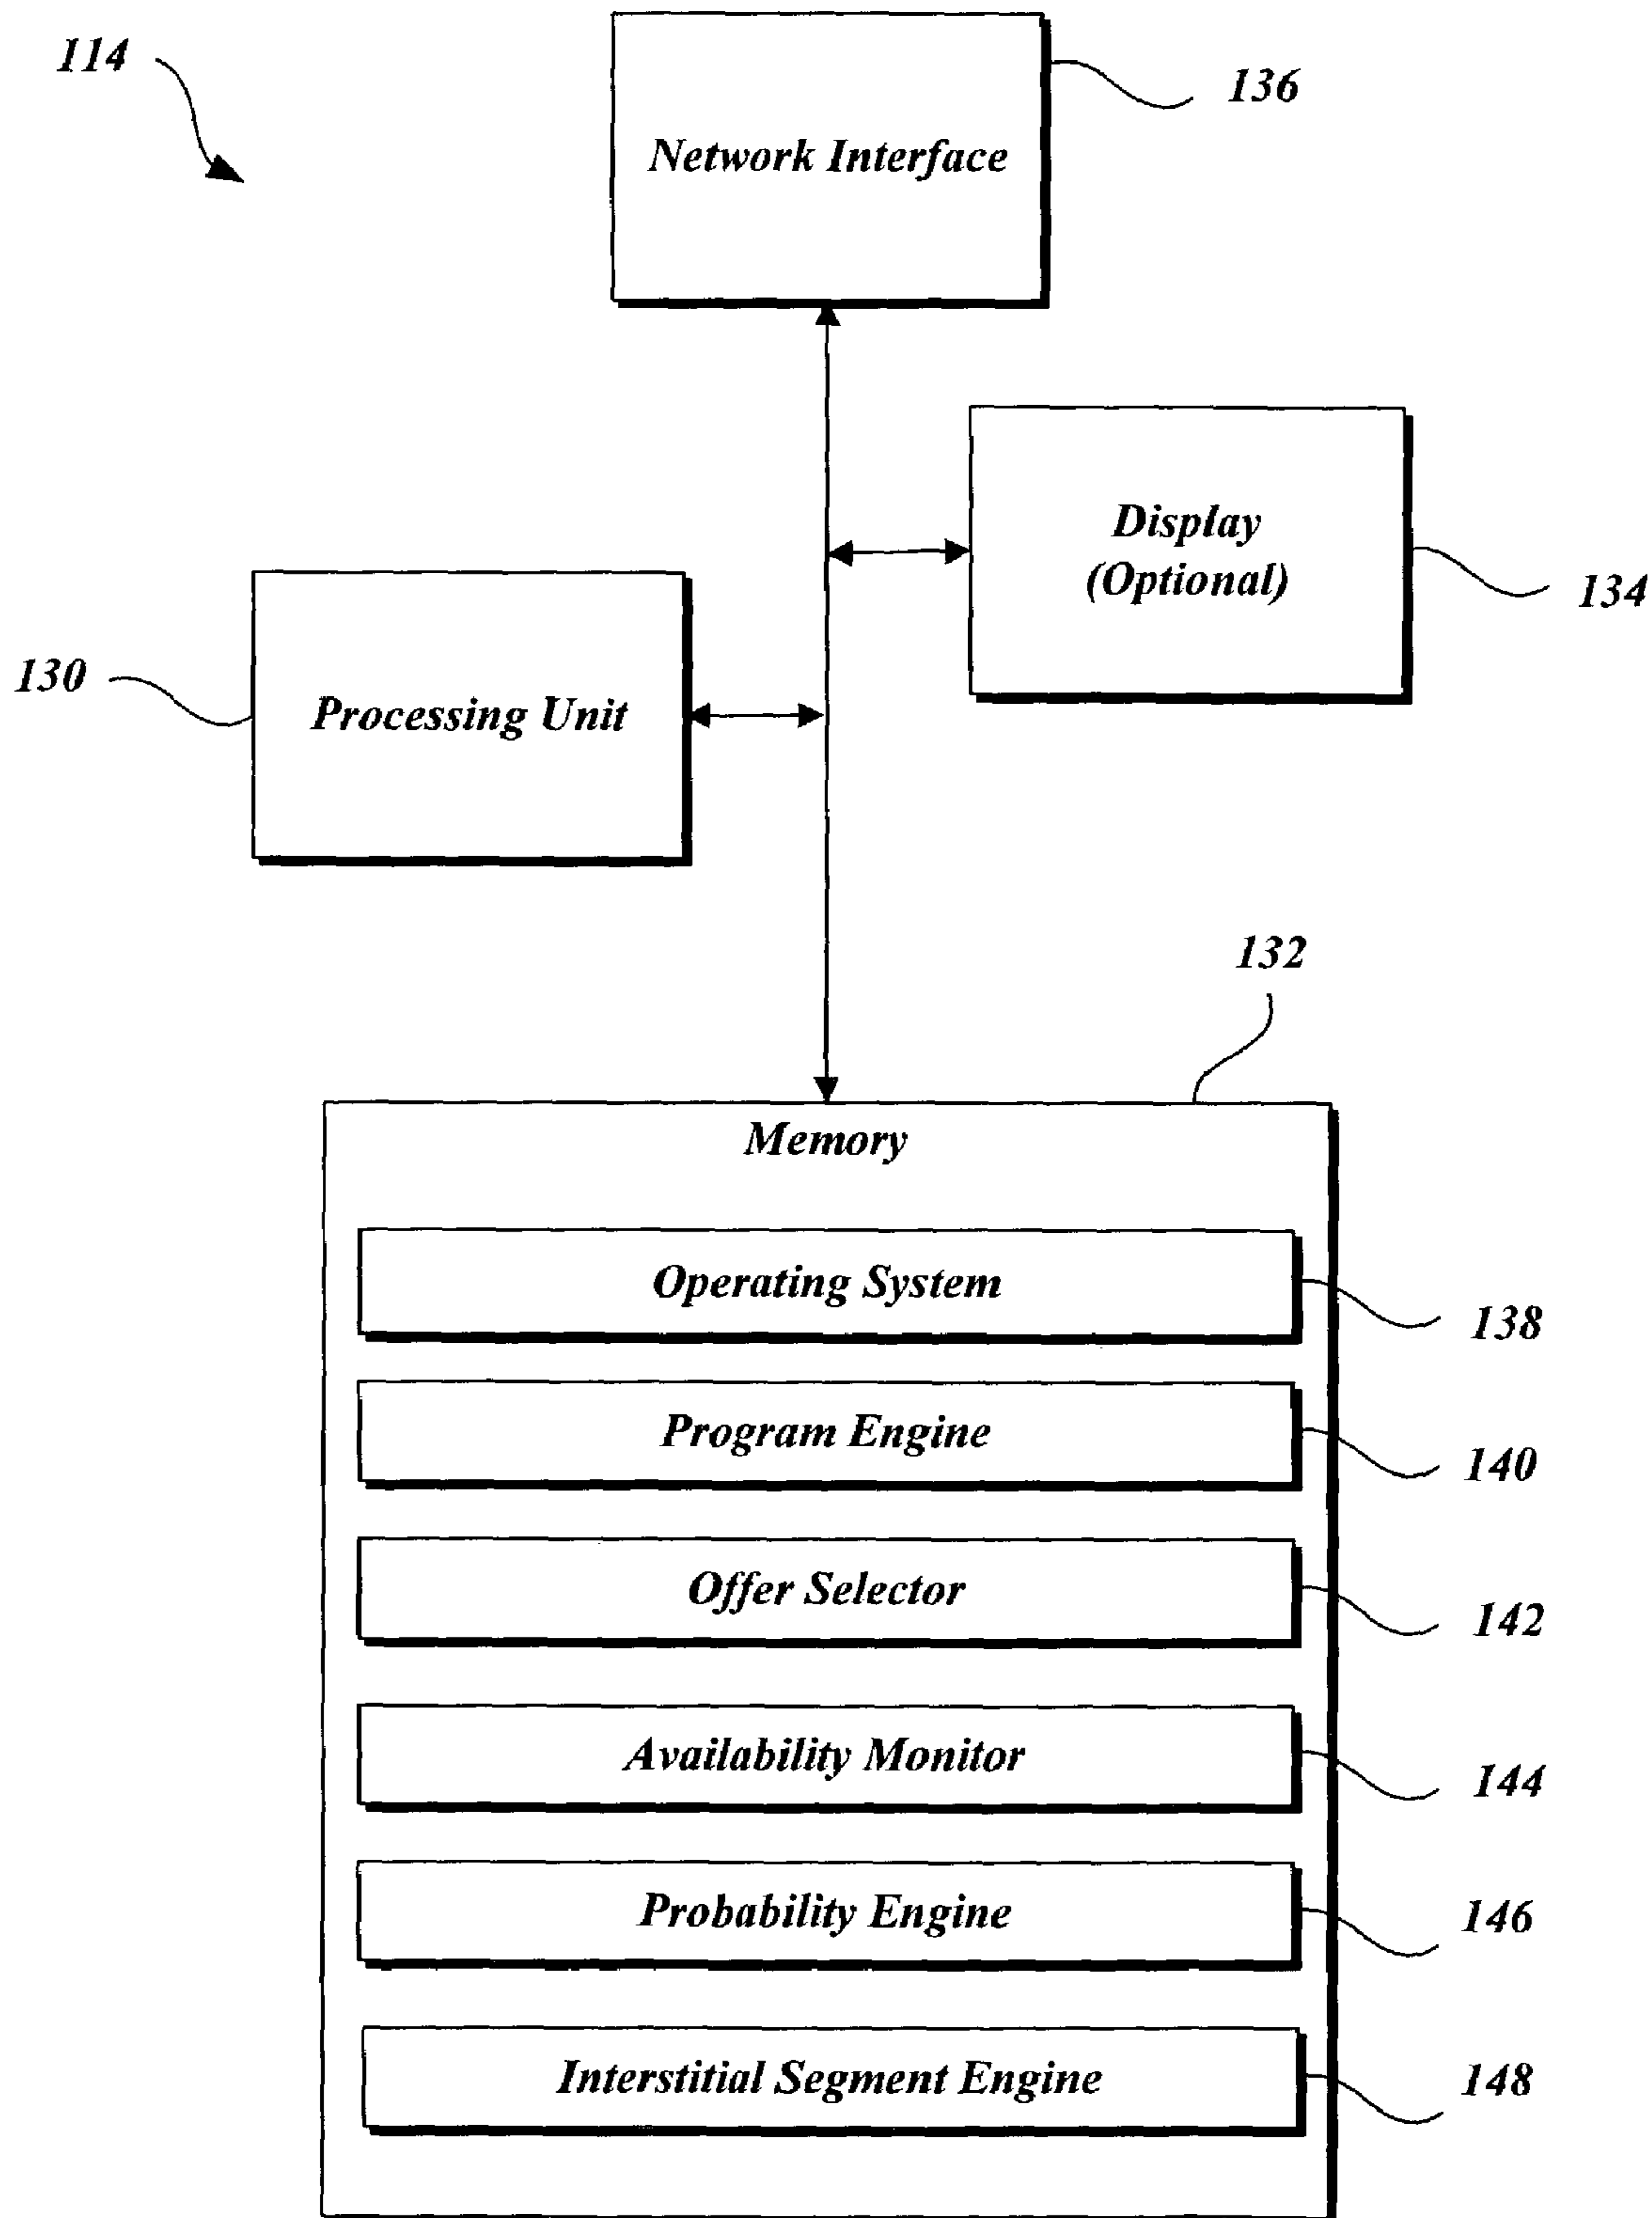 114
136
Network Interface
Display
(Optional)
134
130
Processing Unit
132
Memory
Operating System
138
Program Engine
140
Offer Selector
142
Availability Monitor
144
Probability Engine
146
Interstitial Segment Engine
148